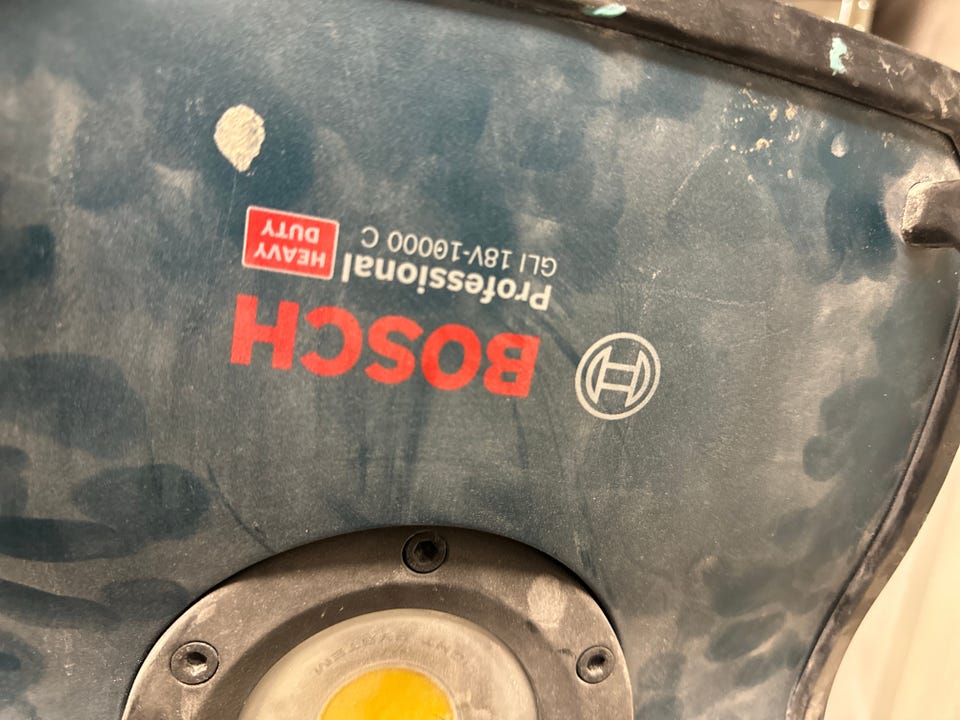 BOSCH
Professional
GLI 18V-10000 C
HEAVY
DUTY